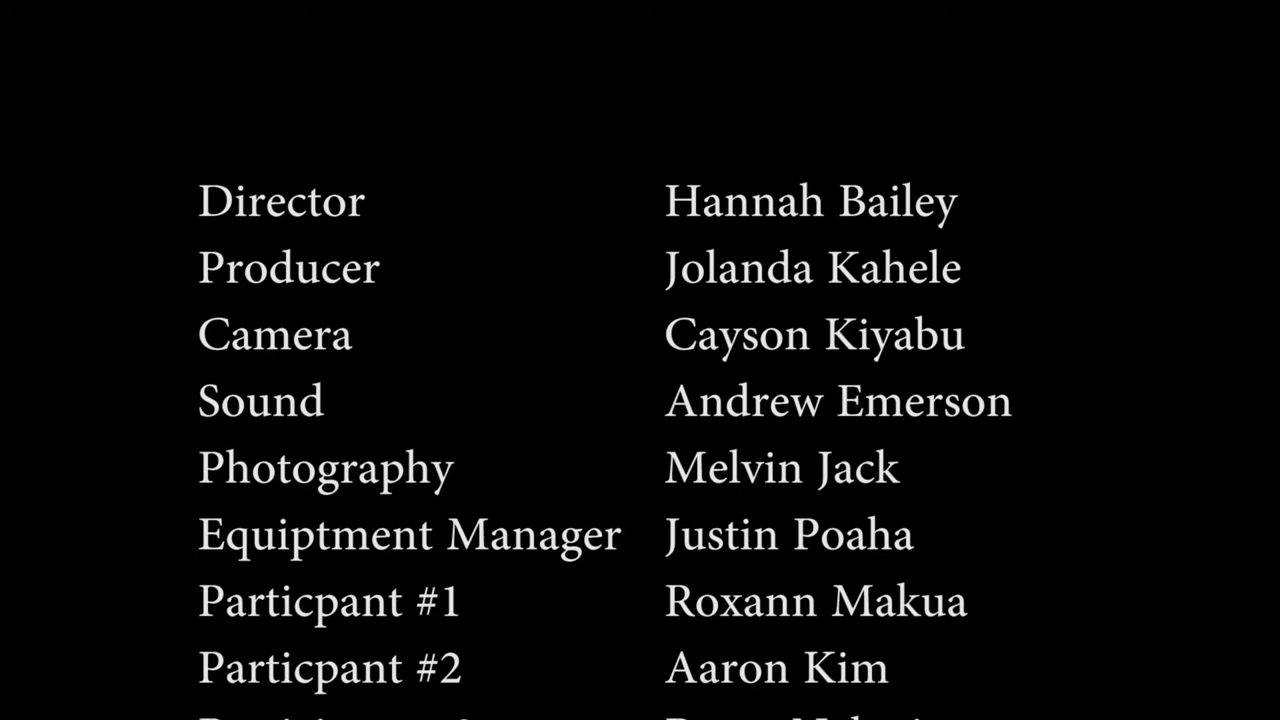 Director Hannah Bailey
Producer Jolanda Kahele
Camera Cayson Kiyabu
Sound Andrew Emerson
Photography Melvin Jack
Equiptment Manager Justin Poaha
Particpant #1 Roxann Makua
Particpant #2 Aaron Kim